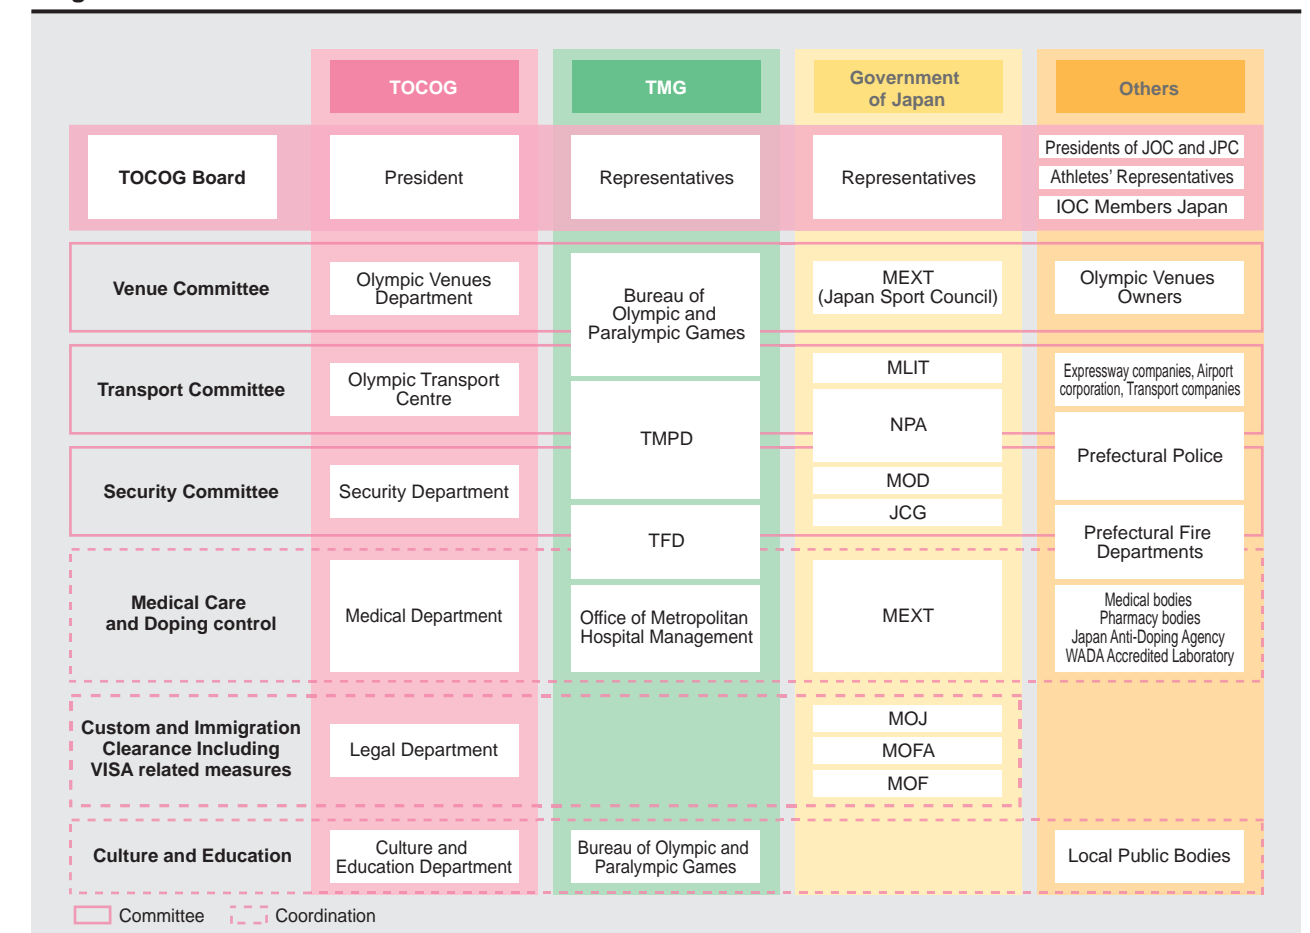 TOCOG
TMG
Government
of Japan
Others
TOCOG Board
President
Representatives
Representatives
Presidents of JOC and JPC
Athletes’ Representatives
IOC Members Japan
Venue Committee
Olympic Venues
Department
Bureau of
Olympic and
Paralympic Games
MEXT
(Japan Sport Council)
Olympic Venues
Owners
Transport Committee
Olympic Transport
Centre
TMPD
MLIT
NPA
Expressway companies, Airport
corporation, Transport companies
Prefectural Police
Security Committee
Security Department
MOD
JCG
TFD
Prefectural Fire
Departments
Medical Care
and Doping control
Medical Department
Office of Metropolitan
Hospital Management
MEXT
Medical bodies
Pharmacy bodies
Japan Anti-Doping Agency
WADA Accredited Laboratory
Custom and Immigration
Clearance Including
VISA related measures
Legal Department
MOJ
MOFA
MOF
Culture and Education
Culture and
Education Department
Bureau of Olympic and
Paralympic Games
Local Public Bodies
Committee
Coordination